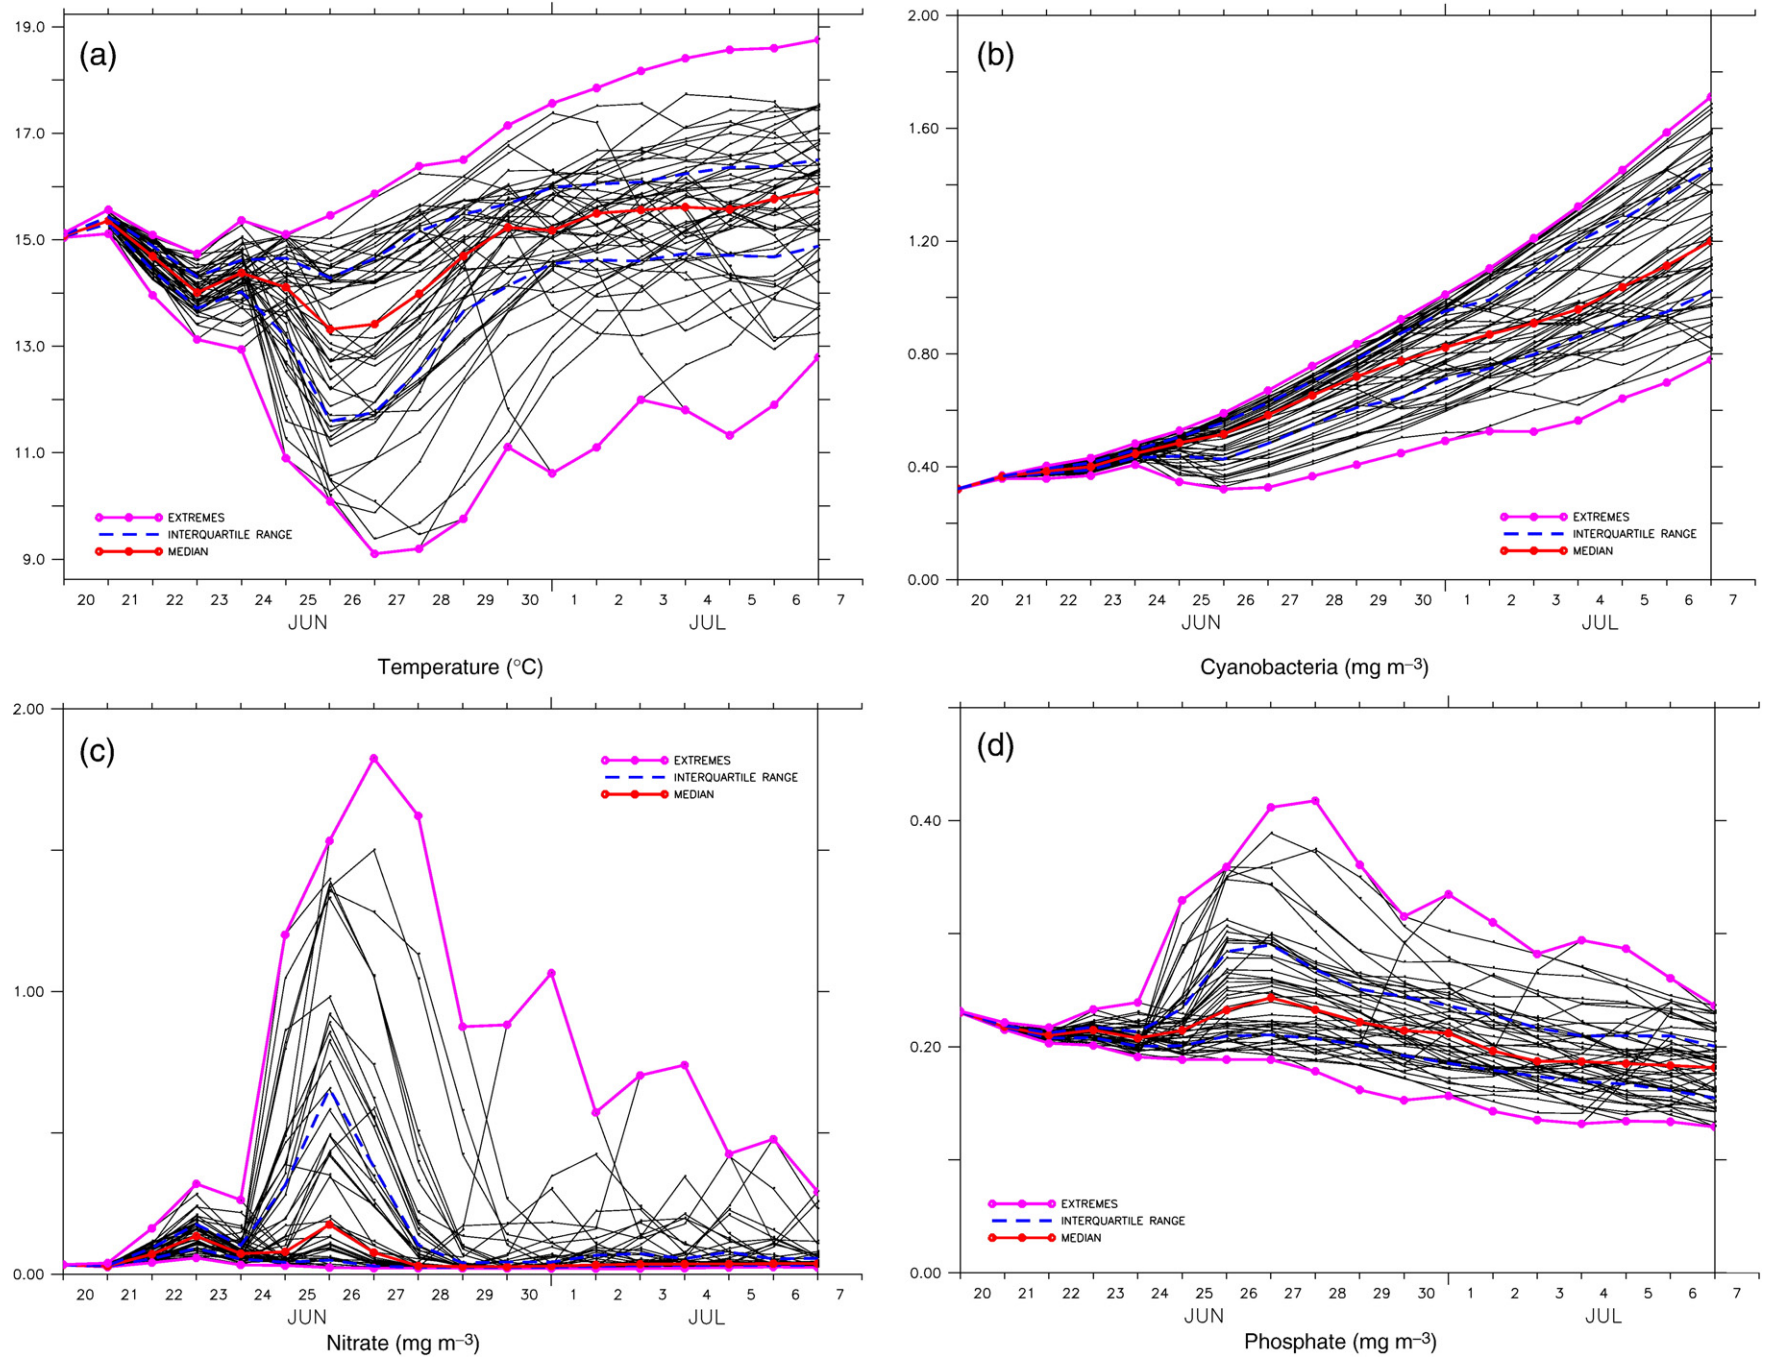 (a)
19.0
17.0
15.0
13.0
11.0
9.0
EXTREMES
INTERQUARTILE RANGE
MEDIAN
20 21 22 23 24 25 26 27 28 29 30 1 2 3 4 5 6 7
JUN JUL
Temperature (°C)
(b)
2.00
1.60
1.20
0.80
0.40
0.00
EXTREMES
INTERQUARTILE RANGE
MEDIAN
20 21 22 23 24 25 26 27 28 29 30 1 2 3 4 5 6 7
JUN JUL
Cyanobacteria (mg m⁻³)
(c)
2.00
1.00
0.00
EXTREMES
INTERQUARTILE RANGE
MEDIAN
20 21 22 23 24 25 26 27 28 29 30 1 2 3 4 5 6 7
JUN JUL
Nitrate (mg m⁻³)
(d)
0.40
0.20
0.00
EXTREMES
INTERQUARTILE RANGE
MEDIAN
20 21 22 23 24 25 26 27 28 29 30 1 2 3 4 5 6 7
JUN JUL
Phosphate (mg m⁻³)